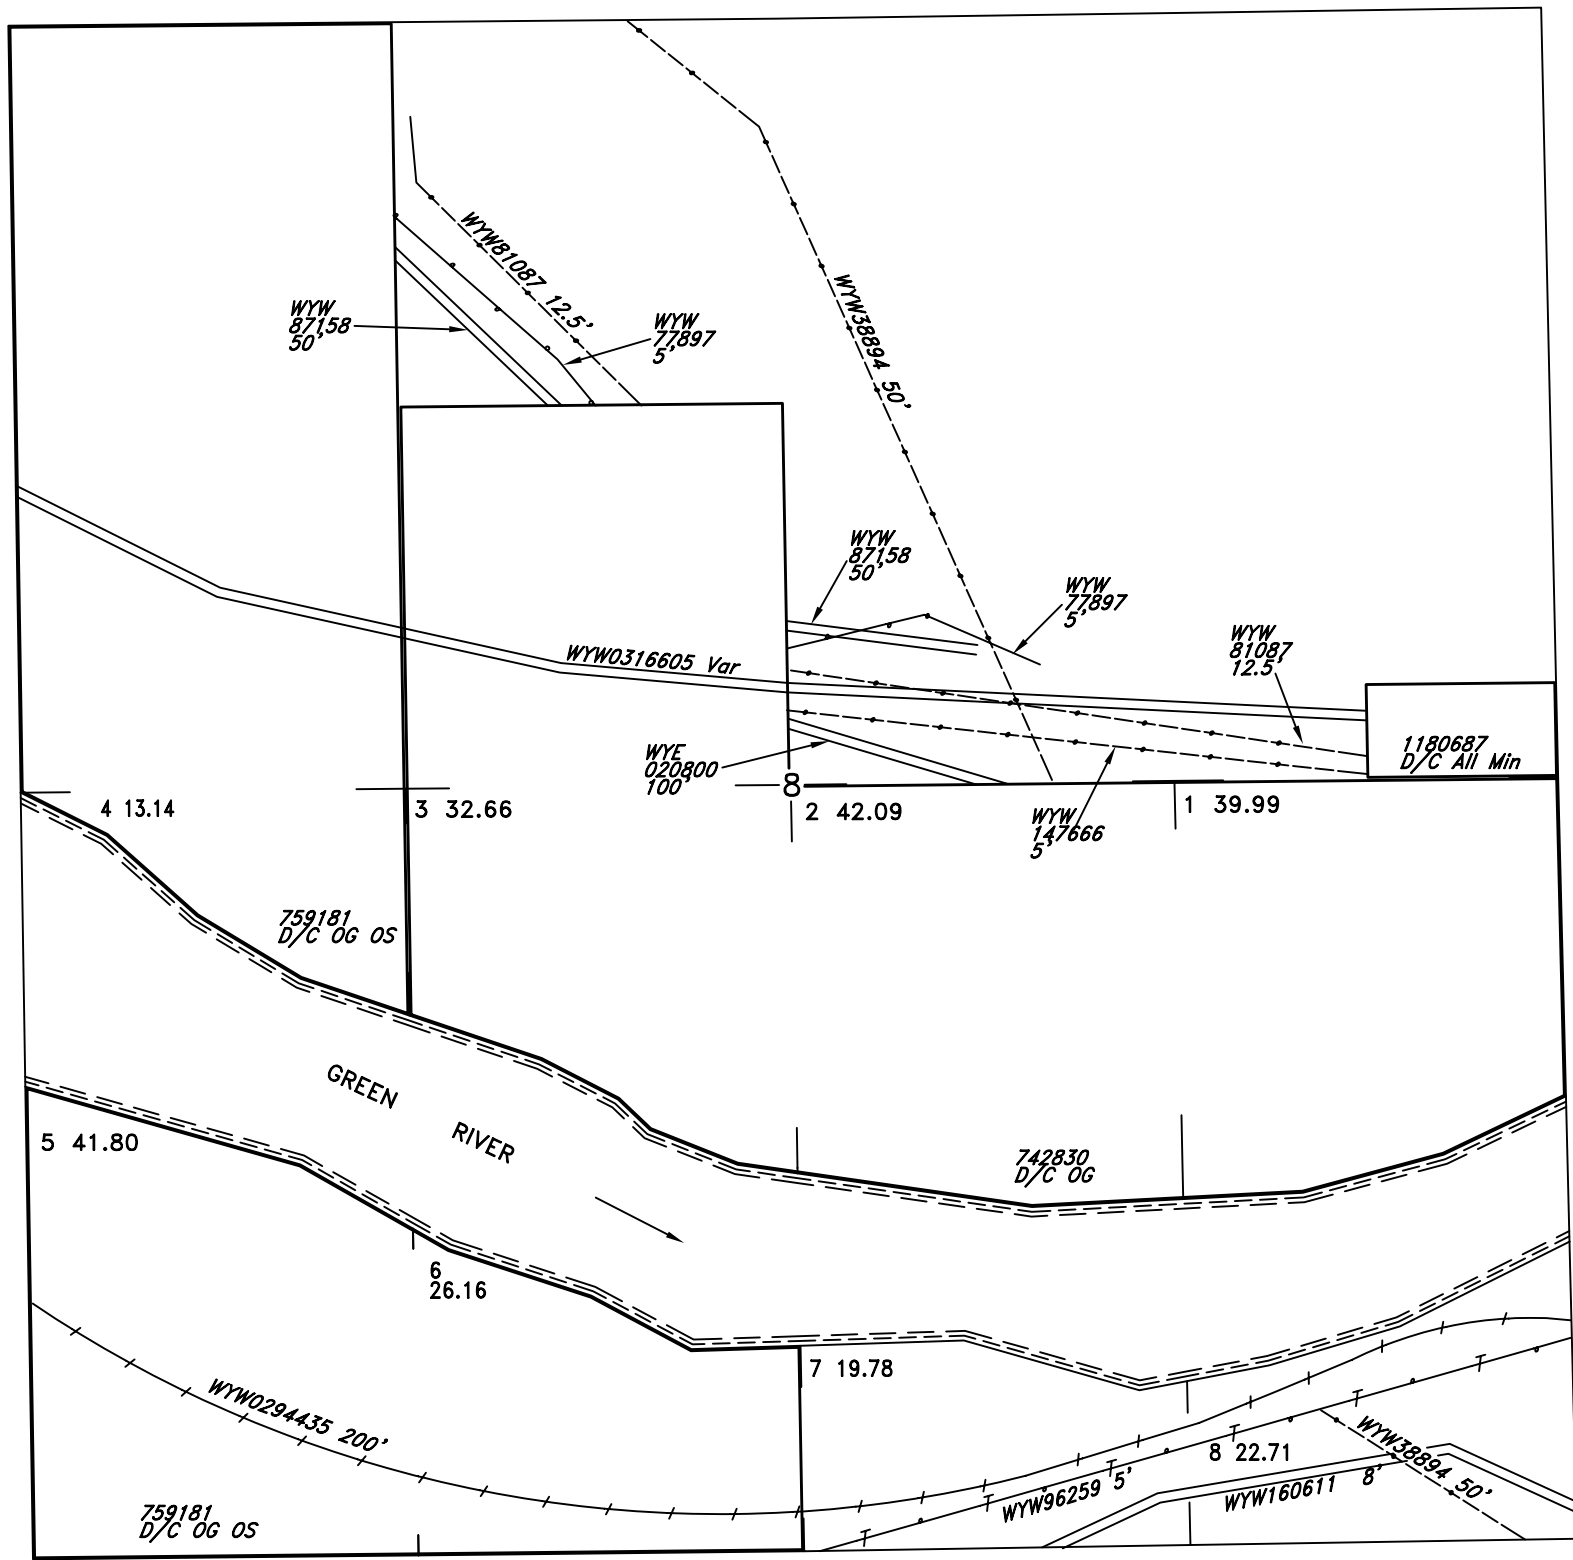 WYW81087 12.5'
WYW
87158
50'
WYW
77897
5'
WYW38894 50'
WYW
87158
50'
WYW
77897
5'
WYW
81087
12.5'
WYW0316605 Var
WYE
020800
100'
1180687
D/C All Min
8
4 13.14
3 32.66
2 42.09
1 39.99
WYW
147666
5'
759181
D/C OG OS
GREEN RIVER
5 41.80
742830
D/C OG
6
26.16
7 19.78
WYW0294435 200'
8 22.71
WYW38894 50'
WYW96259 5'
WYW160611 8'
759181
D/C OG OS